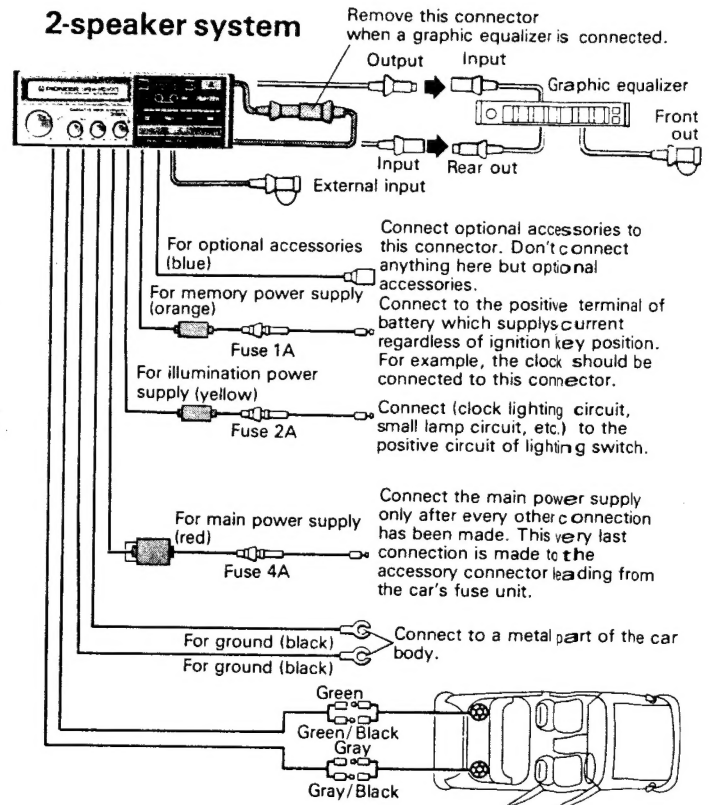 2-speaker system
Remove this connector
when a graphic equalizer is connected.
Output
Input
Graphic equalizer
Front
out
PIONEER
Input
Rear out
External input
For optional accessories
(blue)
Connect optional accessories to
this connector. Don't connect
anything here but optional
accessories.
For memory power supply
(orange)
Fuse 1A
Connect to the positive terminal of
battery which supplys current
regardless of ignition key position.
For example, the clock should be
connected to this connector.
For illumination power
supply (yellow)
Fuse 2A
Connect (clock lighting circuit,
small lamp circuit, etc.) to the
positive circuit of lighting switch.
For main power supply
(red)
Fuse 4A
Connect the main power supply
only after every other connection
has been made. This very last
connection is made to the
accessory connector leading from
the car's fuse unit.
For ground (black)
For ground (black)
Connect to a metal part of the car
body.
Green
Green/Black
Gray
Gray/Black